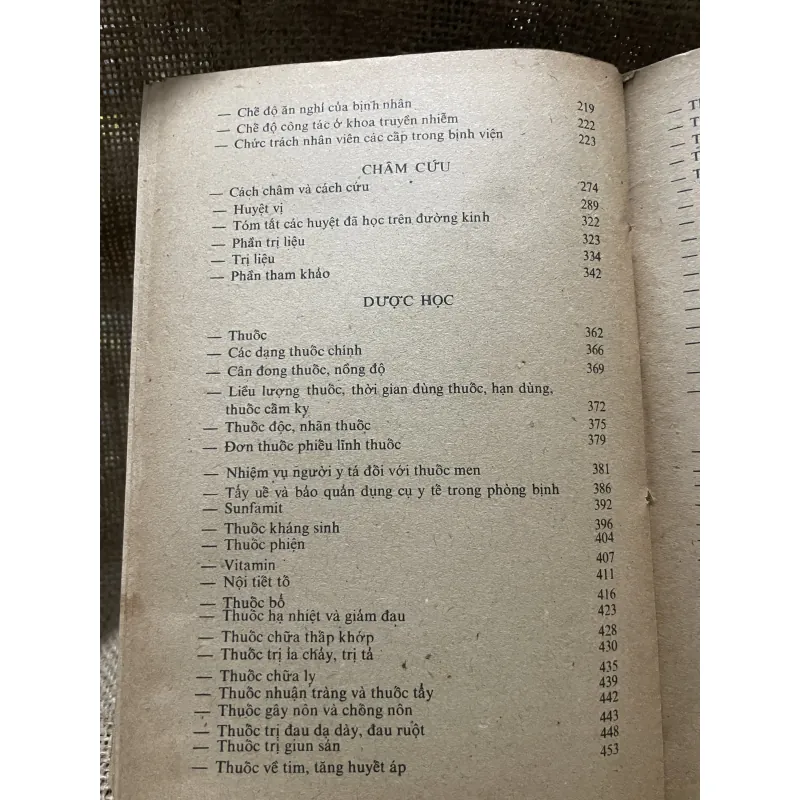 — Chế độ ăn nghỉ của bịnh nhân 219
— Chế độ công tác ở khoa truyền nhiễm 222
— Chức trách nhân viên các cấp trong bịnh viện 223
CHÂM CỨU
— Cách châm và cách cứu 274
— Huyệt vị 289
— Tóm tắt các huyệt đã học trên đường kinh 322
— Phần trị liệu 323
— Trị liệu 334
— Phần tham khảo 342
DƯỢC HỌC
— Thuốc 362
— Các dạng thuốc chính 366
— Cân đong thuốc, nồng độ 369
— Liều lượng thuốc, thời gian dùng thuốc, hạn dùng,
thuốc cấm kỵ 372
— Thuốc độc, nhãn thuốc 375
— Đơn thuốc phiếu lĩnh thuốc 379
— Nhiệm vụ người y tá đối với thuốc men 381
— Tẩy uế và bảo quản dụng cụ y tế trong phòng bịnh 386
— Sunfamit 392
— Thuốc kháng sinh 396
— Thuốc phiện 404
— Vitamin 407
— Nội tiết tố 411
— Thuốc bổ 416
— Thuốc hạ nhiệt và giảm đau 423
— Thuốc chữa thấp khớp 428
— Thuốc trị ỉa chảy, trị tả 430
— Thuốc chữa lỵ 435
— Thuốc nhuận tràng và thuốc tẩy 439
— Thuốc gây nôn và chống nôn 442
— Thuốc trị đau dạ dày, đau ruột 443
— Thuốc trị giun sán 448
— Thuốc về tim, tăng huyết áp 453